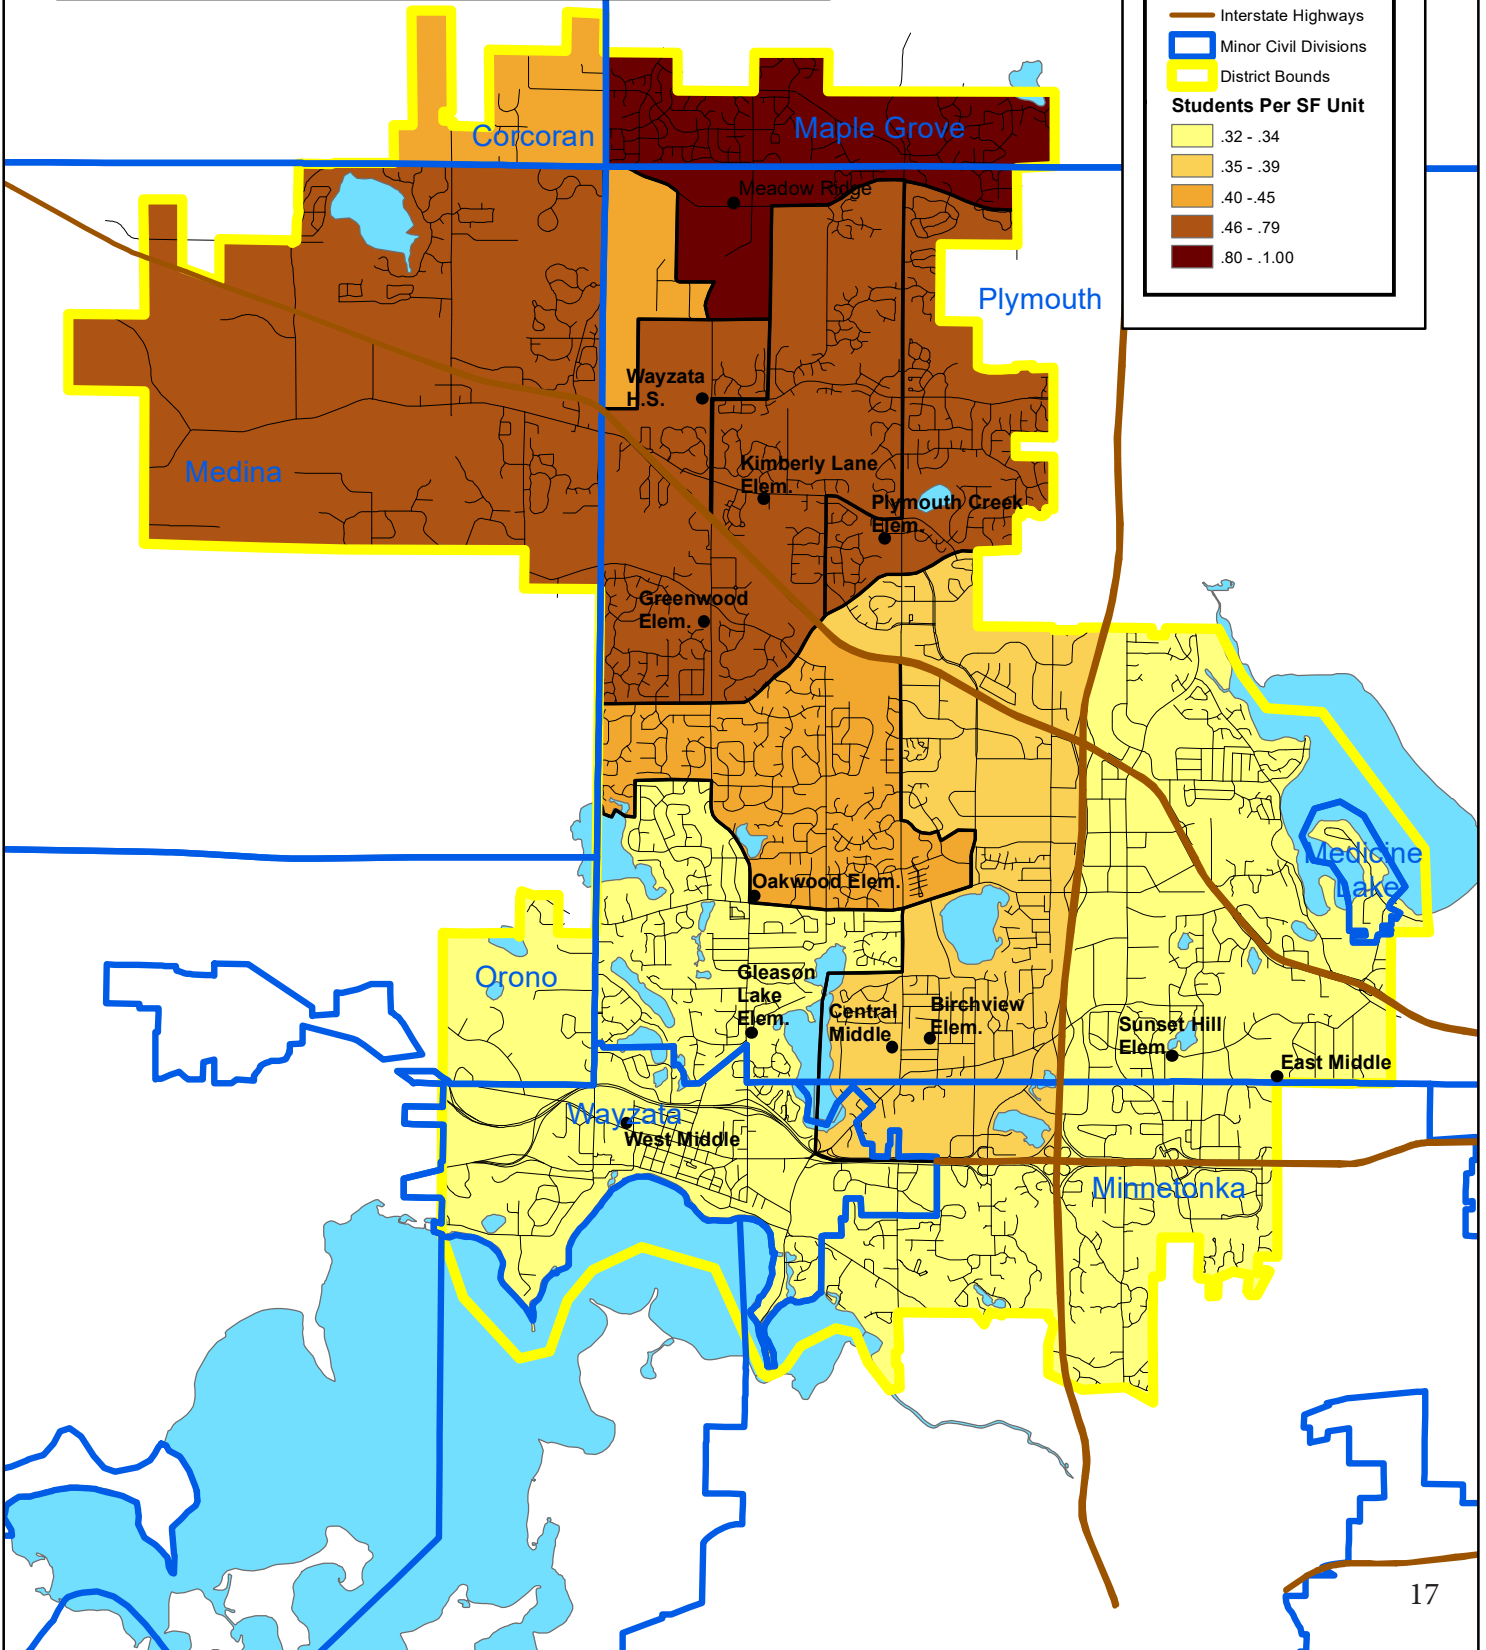 Interstate Highways
Minor Civil Divisions
District Bounds
Students Per SF Unit
.32 - .34
.35 - .39
.40 - .45
.46 - .79
.80 - .1.00
Corcoran
Maple Grove
Meadow Ridge
Plymouth
Wayzata
H.S.
Medina
Kimberly Lane
Elem.
Plymouth Creek
Elem.
Greenwood
Elem.
Medicine
Lake
Oakwood Elem.
Orono
Gleason
Lake
Elem.
Central
Middle
Birchview
Elem.
Sunset Hill
Elem
East Middle
Wayzata
West Middle
Minnetonka
17